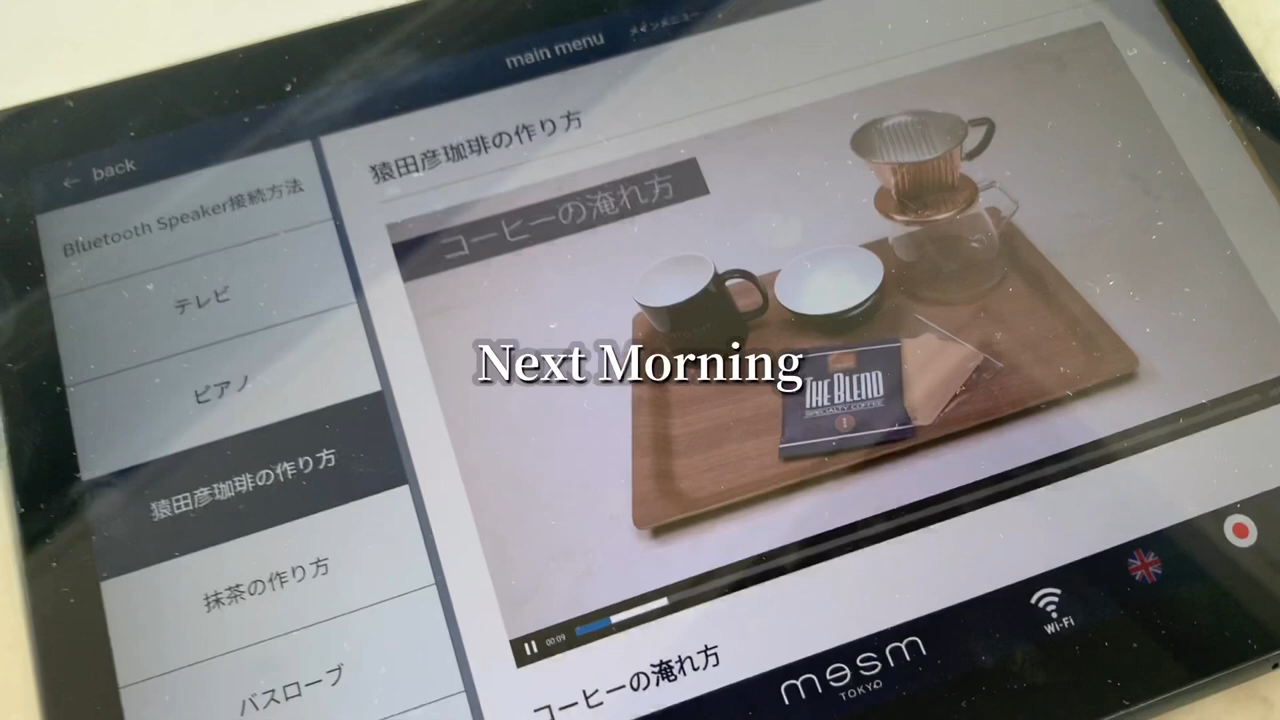 main menu メインメニュー
← back
Bluetooth Speaker接続方法
テレビ
ピアノ
猿田彦珈琲の作り方
抹茶の作り方
バスローブ
猿田彦珈琲の作り方
コーヒーの淹れ方
THE BLEND
SPECIALTY COFFEE
1
Next Morning
00:09
コーヒーの淹れ方
mesm
TOKYO
Wi-Fi